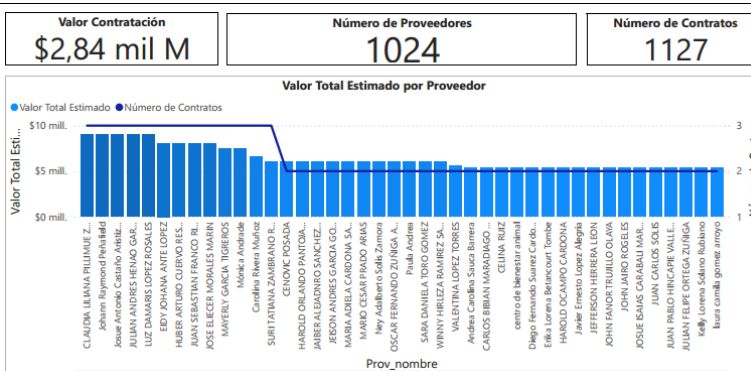 Valor Contratación
$2,84 mil M
Número de Proveedores
1024
Número de Contratos
1127
Valor Total Estimado por Proveedor
Valor Total Estimado Número de Contratos
Valor Total Esti...
$10 mill.
$5 mill.
$0 mill.
3
2
1
CLAUDIA LILIANA PILLIMUE Z...
Johann Raymond Peñafield
Josue Antonio Castaño Aristiz...
JULIAN ANDRES HENAO GAR...
LUZ DAMARIS LOPEZ ROSALES
EIDY JOHANA ANTE LOPEZ
HUBER ARTURO CUERVO RES...
JUAN SEBASTIAN FRANCO RI...
JOSE ELIECER MORALES MARIN
MAYERLY GARCIA TIGREROS
Monica Andrade
Carolina Rivera Muñoz
SURI TATIANA ZAMBRANO R...
CENOVIC POSADA
HAROLD ORLANDO PANTOJA...
JAIBER ALEJADNRO SANCHEZ...
JEISON ANDRES GARCIA GO...
MARIA ADIELA CARDONA SA...
MARIO CESAR PRADO ARIAS
Ney Adalberto Solis Zamora
OSCAR FERNANDO ZUÑIGA A...
Paula Andrea
SARA DANIELA TORO GOMEZ
WINNY HIRLEZA RAMIREZ SA...
VALENTINA LOPEZ TORRES
Andrea Carolina Sauca Barrera
CARLOS BIBIAN MARADIAGO ...
CELINA RUIZ
centro de bienestar animal
Diego Fernando Suarez Cardo...
Erika Lorena Betancourt Tombe
HAROLD OCAMPO CARDONA
Javier Ernesto Lopez Alegria
JEFFERSON HERRERA LEON
JOHN FANOR TRUJILLO OLAYA
JOHN JAIRO ROGELES
JOSUE ISAIAS CARABALI MAR...
JUAN CARLOS SOLIS
JUAN PABLO HINCAPIE VALLE...
JULIAN FELIPE ORTEGA ZUÑIGA
Kelly Lorena Solano Rubiano
laura camila gomez arroyo
Prov_nombre